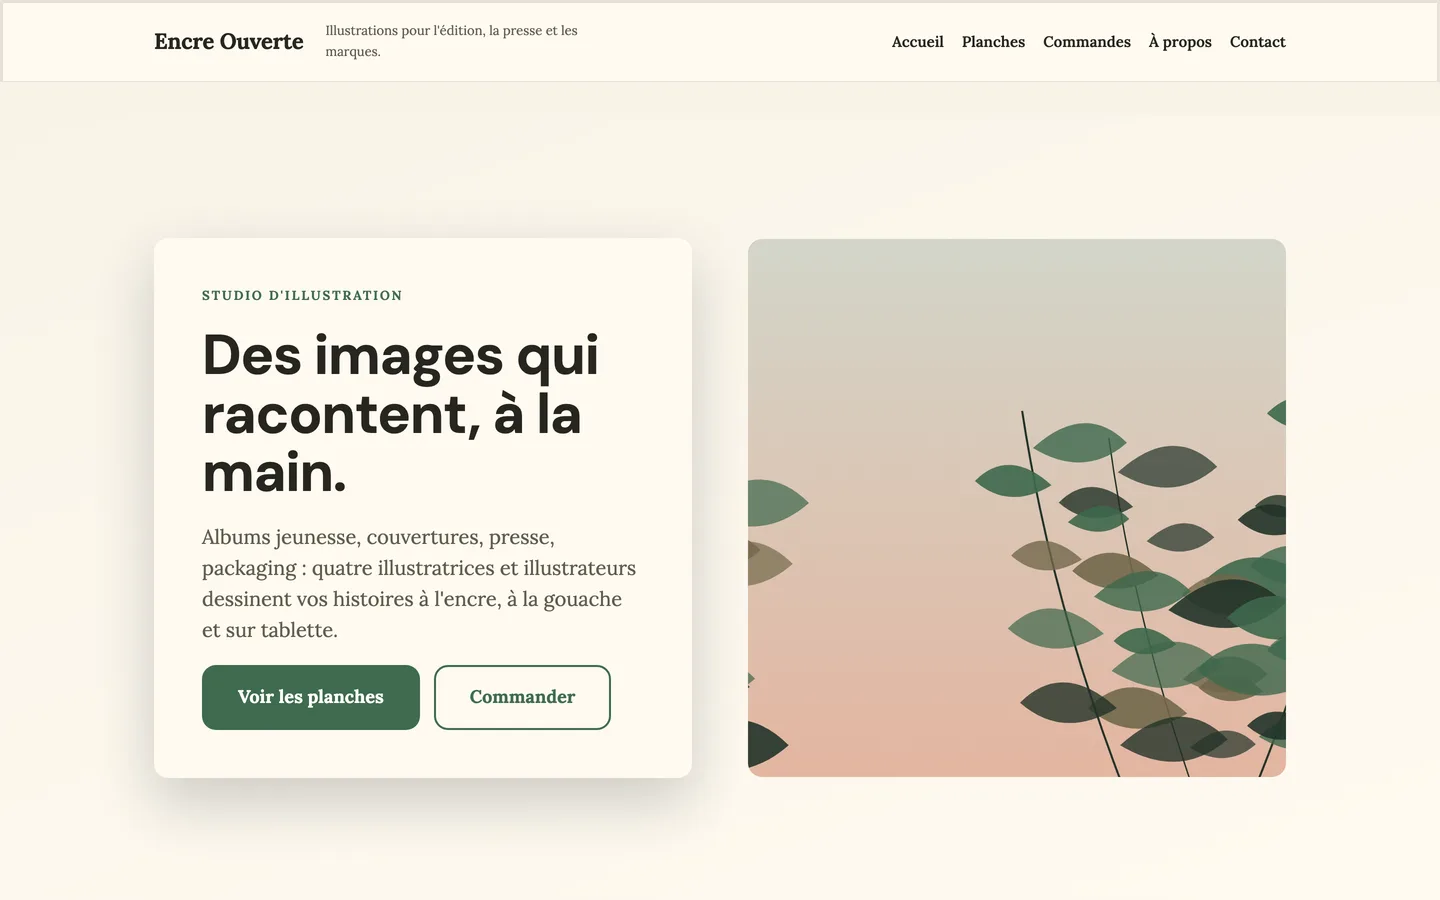 Encre Ouverte
Illustrations pour l'édition, la presse et les
marques.
Accueil Planches Commandes À propos Contact
STUDIO D'ILLUSTRATION
Des images qui
racontent, à la
main.
Albums jeunesse, couvertures, presse,
packaging : quatre illustratrices et illustrateurs
dessinent vos histoires à l'encre, à la gouache
et sur tablette.
Voir les planches Commander